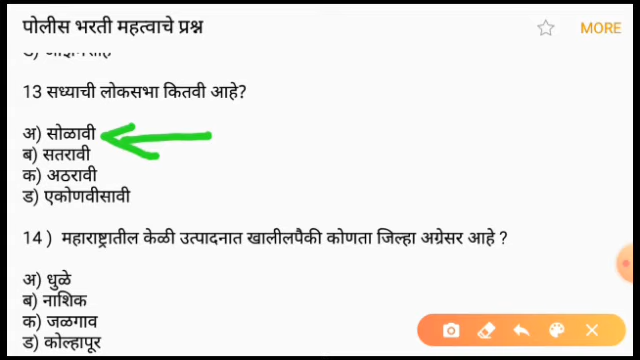 पोलीस भरती महत्वाचे प्रश्न
MORE
13 सध्याची लोकसभा कितवी आहे?
अ) सोळावी
ब) सतरावी
क) अठरावी
ड) एकोणवीसावी
14 ) महाराष्ट्रातील केळी उत्पादनात खालीलपैकी कोणता जिल्हा अग्रेसर आहे ?
अ) धुळे
ब) नाशिक
क) जळगाव
ड) कोल्हापूर